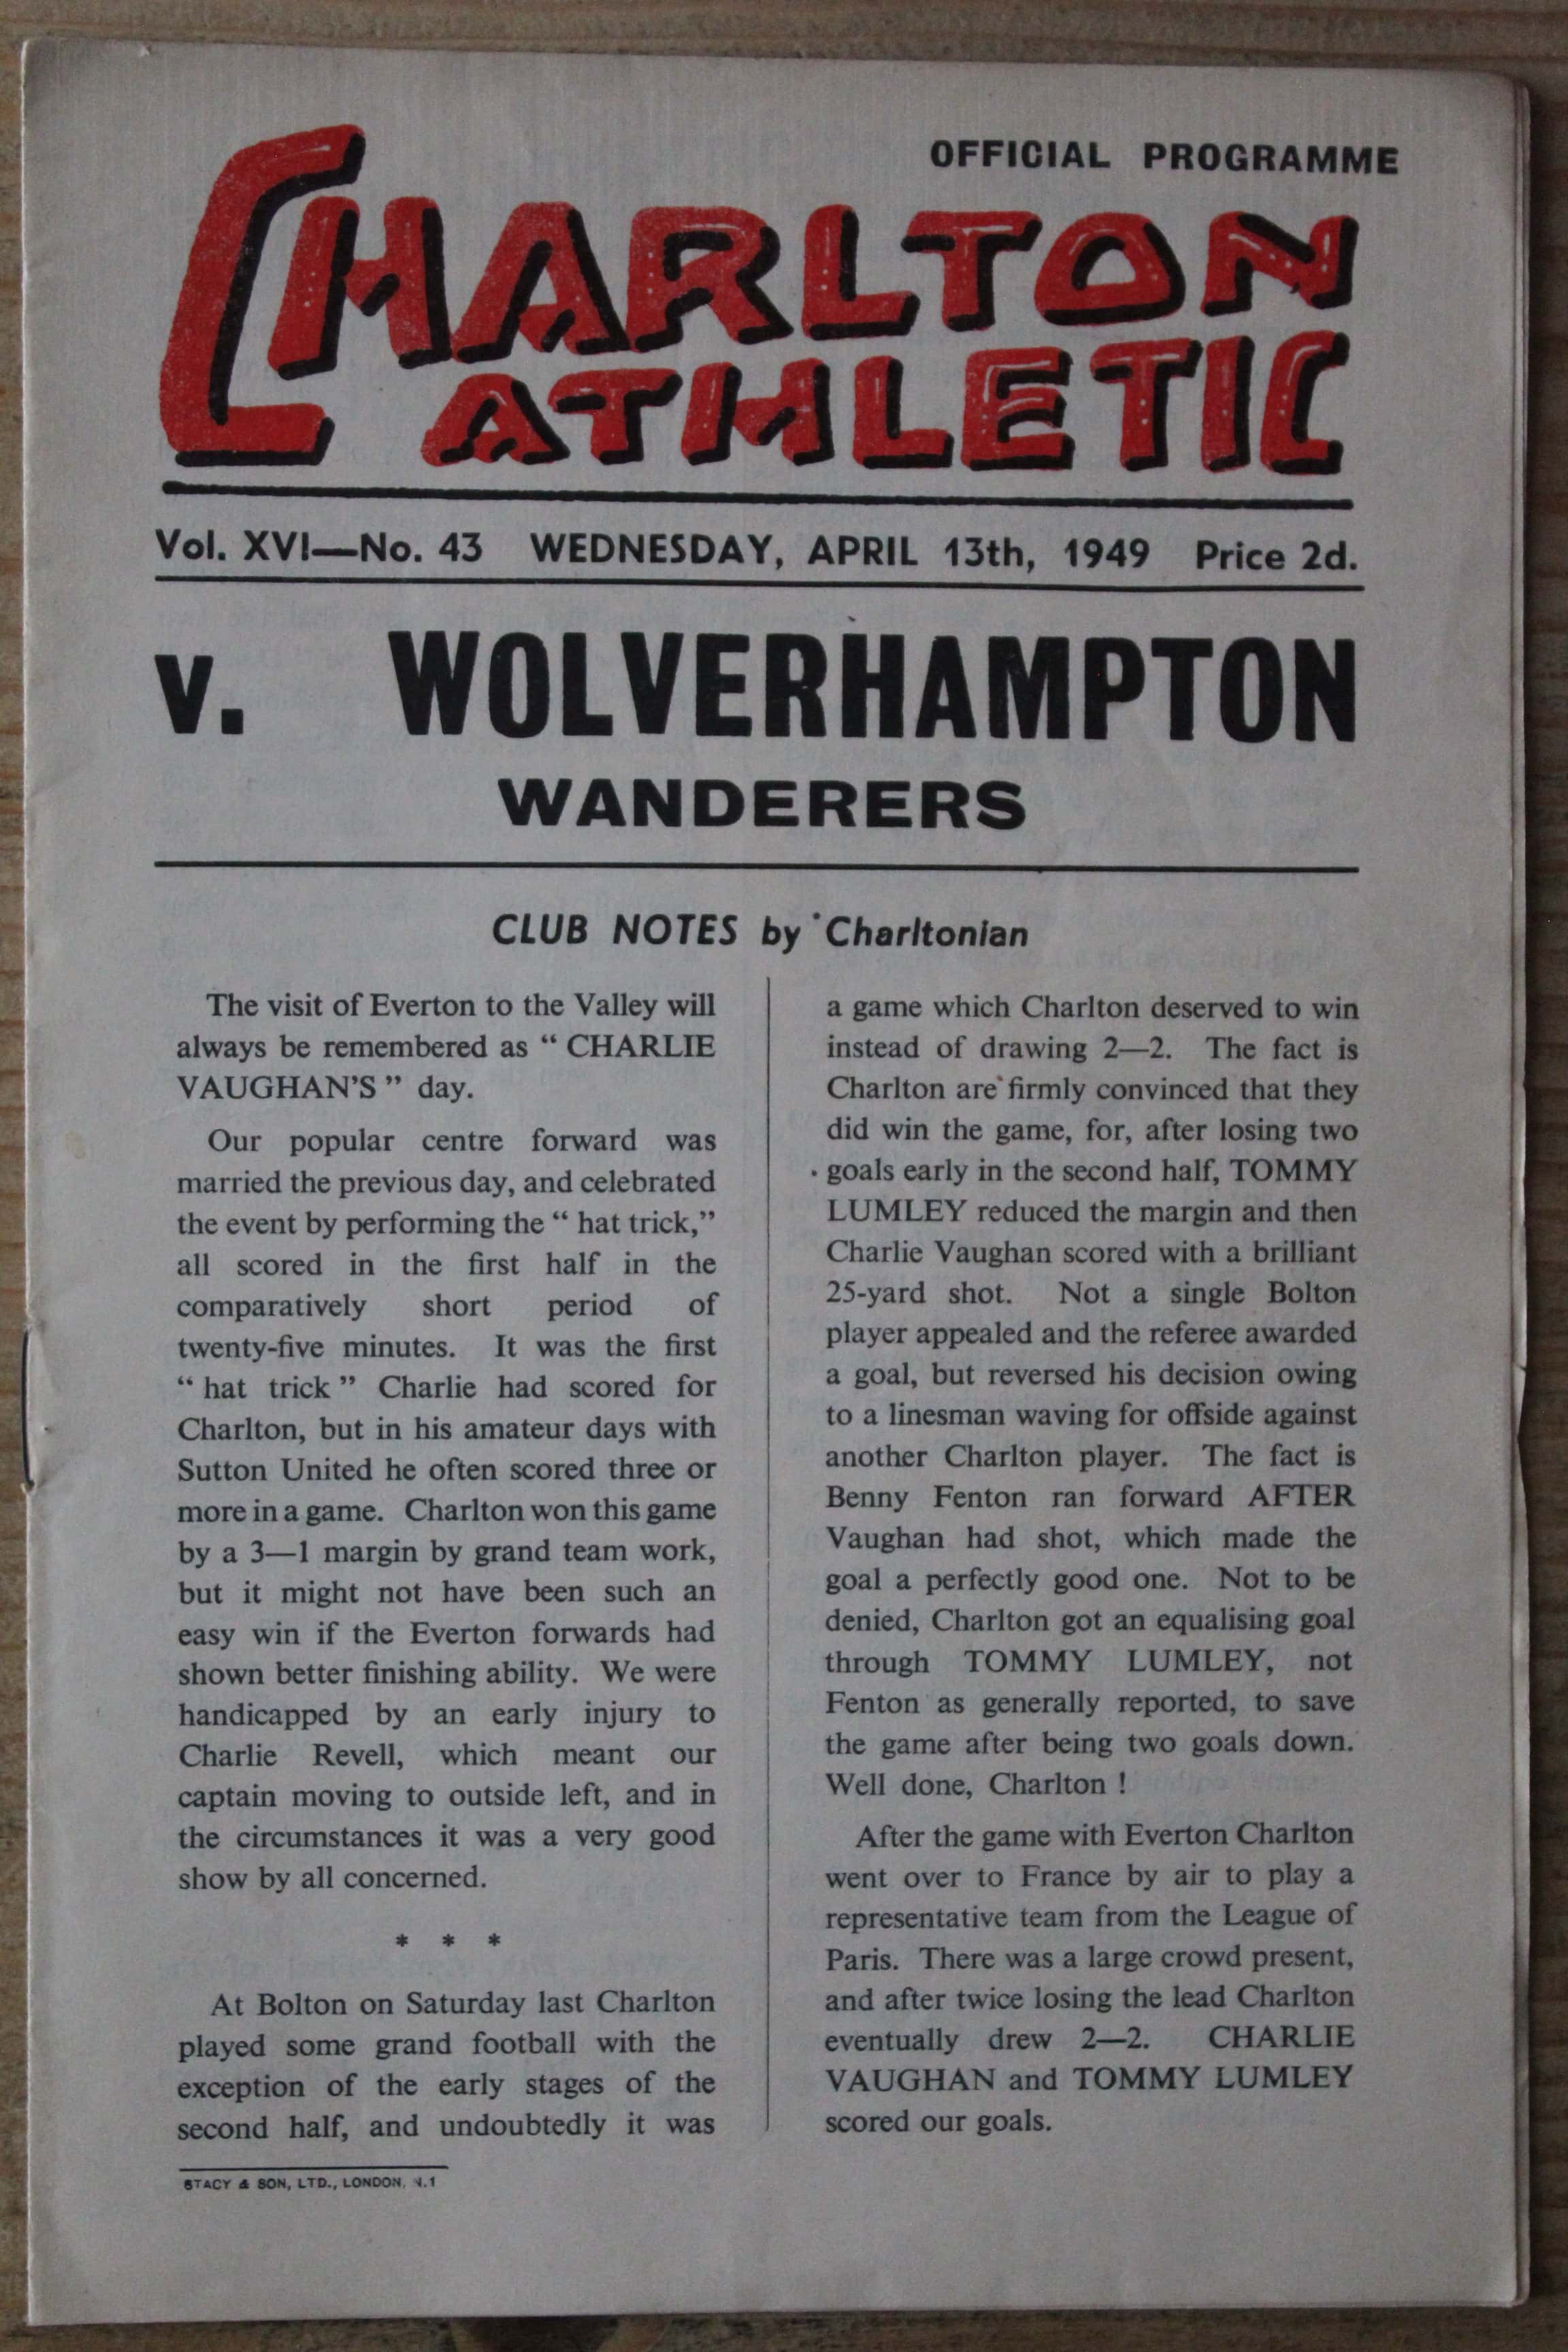 OFFICIAL PROGRAMME
CHARLTON
ATHLETIC
Vol. XVI—No. 43 WEDNESDAY, APRIL 13th, 1949 Price 2d.
v. WOLVERHAMPTON
WANDERERS
CLUB NOTES by Charltonian
The visit of Everton to the Valley will
always be remembered as “ CHARLIE
VAUGHAN'S ” day.
Our popular centre forward was
married the previous day, and celebrated
the event by performing the “ hat trick,”
all scored in the first half in the
comparatively short period of
twenty-five minutes. It was the first
“ hat trick ” Charlie had scored for
Charlton, but in his amateur days with
Sutton United he often scored three or
more in a game. Charlton won this game
by a 3—1 margin by grand team work,
but it might not have been such an
easy win if the Everton forwards had
shown better finishing ability. We were
handicapped by an early injury to
Charlie Revell, which meant our
captain moving to outside left, and in
the circumstances it was a very good
show by all concerned.
* * *
At Bolton on Saturday last Charlton
played some grand football with the
exception of the early stages of the
second half, and undoubtedly it was
STACY & SON, LTD., LONDON, N.1
a game which Charlton deserved to win
instead of drawing 2—2. The fact is
Charlton are firmly convinced that they
did win the game, for, after losing two
goals early in the second half, TOMMY
LUMLEY reduced the margin and then
Charlie Vaughan scored with a brilliant
25-yard shot. Not a single Bolton
player appealed and the referee awarded
a goal, but reversed his decision owing
to a linesman waving for offside against
another Charlton player. The fact is
Benny Fenton ran forward AFTER
Vaughan had shot, which made the
goal a perfectly good one. Not to be
denied, Charlton got an equalising goal
through TOMMY LUMLEY, not
Fenton as generally reported, to save
the game after being two goals down.
Well done, Charlton !
After the game with Everton Charlton
went over to France by air to play a
representative team from the League of
Paris. There was a large crowd present,
and after twice losing the lead Charlton
eventually drew 2—2. CHARLIE
VAUGHAN and TOMMY LUMLEY
scored our goals.